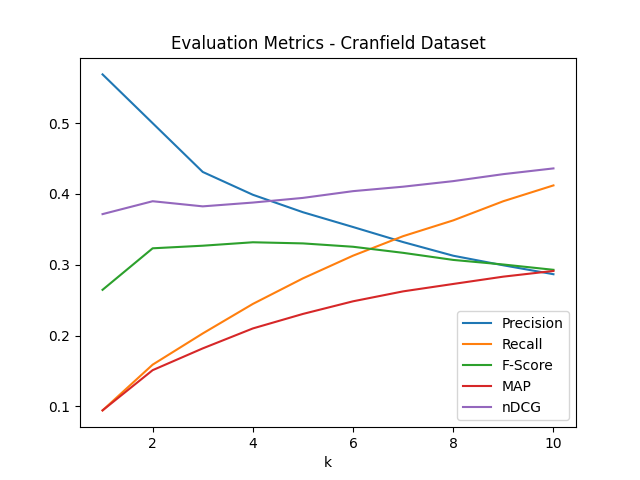 Evaluation Metrics - Cranfield Dataset
0.5
0.4
0.3
0.2
0.1
2 4 6 8 10
k
Precision
Recall
F-Score
MAP
nDCG